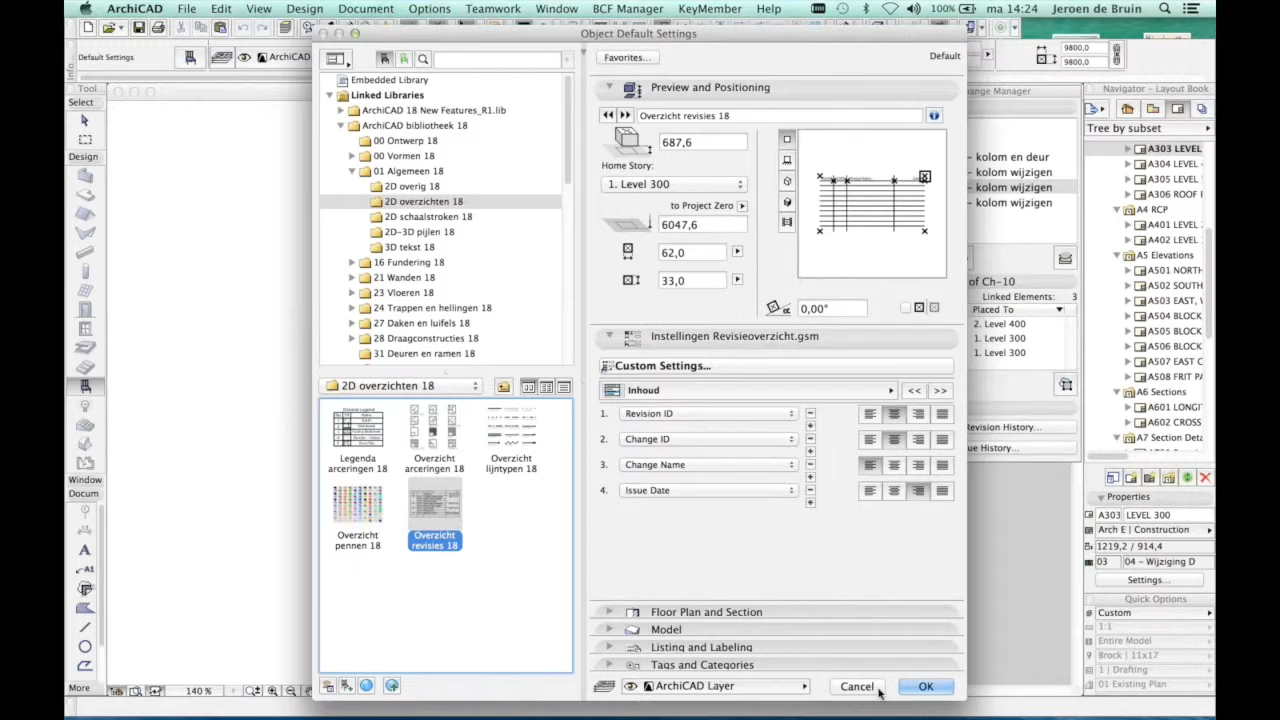 ArchiCAD File Edit View Design Document Options Teamwork Window BCF Manager KeyMember Help 100% ma 14:24 Jeroen de Bruin
Object Default Settings
Default Settings
ArchiCAD
9800,0
9800,0
Info
Tool...
Select
Design
Window
Docum
More
Embedded Library
Linked Libraries
ArchiCAD 18 New Features_R1.lib
ArchiCAD bibliotheek 18
00 Ontwerp 18
00 Vormen 18
01 Algemeen 18
2D overig 18
2D overzichten 18
2D schaalstroken 18
2D-3D pijlen 18
3D tekst 18
16 Fundering 18
21 Wanden 18
23 Vloeren 18
24 Trappen en hellingen 18
27 Daken en luifels 18
28 Draagconstructies 18
31 Deuren en ramen 18
2D overzichten 18
Legenda arceringen 18
Overzicht arceringen 18
Overzicht lijntypen 18
Overzicht pennen 18
Overzicht revisies 18
Favorites...
Default
Preview and Positioning
Overzicht revisies 18
687,6
Home Story:
1. Level 300
to Project Zero
6047,6
62,0
33,0
0,00°
Instellingen Revisieoverzicht.gsm
Custom Settings...
Inhoud
<< >>
1. Revision ID
2. Change ID
3. Change Name
4. Issue Date
Floor Plan and Section
Model
Listing and Labeling
Tags and Categories
ArchiCAD Layer
Cancel
OK
140 %
ange Manager
- kolom en deur
- kolom wijzigen
- kolom wijzigen
- kolom wijzigen
of Ch-10
Linked Elements: 3
Placed To
2. Level 400
1. Level 300
1. Level 300
Revision History...
ue History...
Navigator - Layout Book
Tree by subset
A303 LEVEL
A304 LEVEL
A305 LEVEL
A306 ROOF
A4 RCP
A401 LEVEL
A402 LEVEL
A5 Elevations
A501 NORTH
A502 SOUTH
A503 EAST,
A504 BLOCK
A505 BLOCK
A506 BLOCK
A507 EAST C
A508 FRIT P
A6 Sections
A601 LONGI
A602 CROSS
A7 Section Deta
Properties
A303 LEVEL 300
Arch E | Construction
1219,2 / 914,4
03 04 - Wijziging D
Settings...
Quick Options
Custom
1:1
Entire Model
Brock | 11x17
1 | Drafting
01 Existing Plan